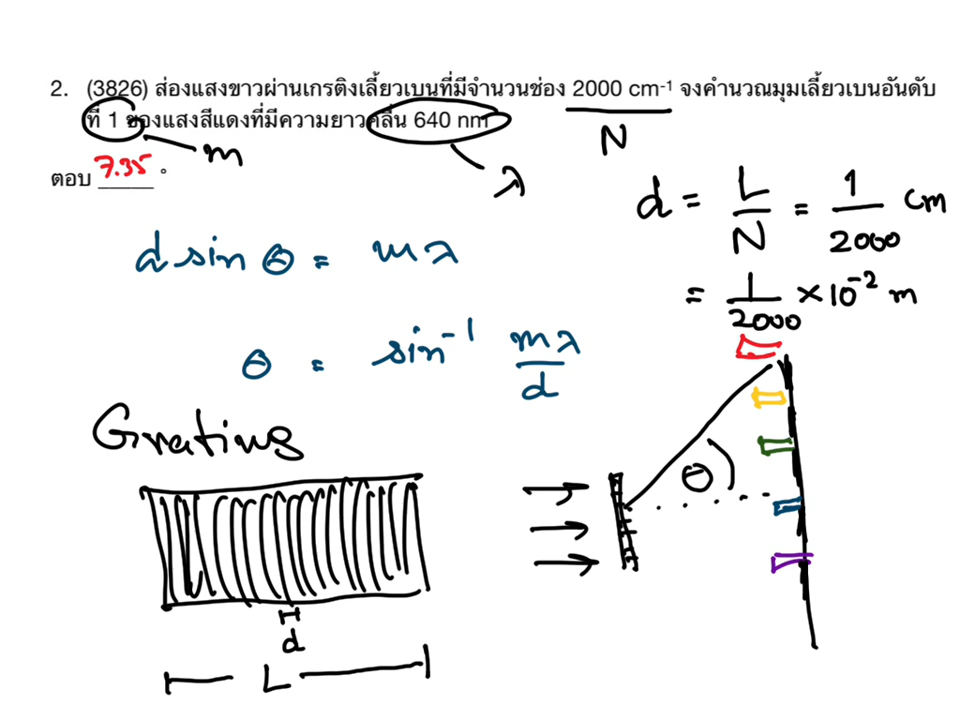 2. (3826) ส่องแสงขาวผ่านเกรติงเลี้ยวเบนที่มีจำนวนช่อง 2000 cm⁻¹ จงคำนวณมุมเลี้ยวเบนอันดับ
ที่ 1 ของแสงสีแดงที่มีความยาวคลื่น 640 nm
m
λ
N
ตอบ 7.35 °
d = L/N = 1/2000 cm
= 1/2000 × 10⁻² m
d sin θ = mλ
θ = sin⁻¹ mλ/d
Grating
θ
d
L